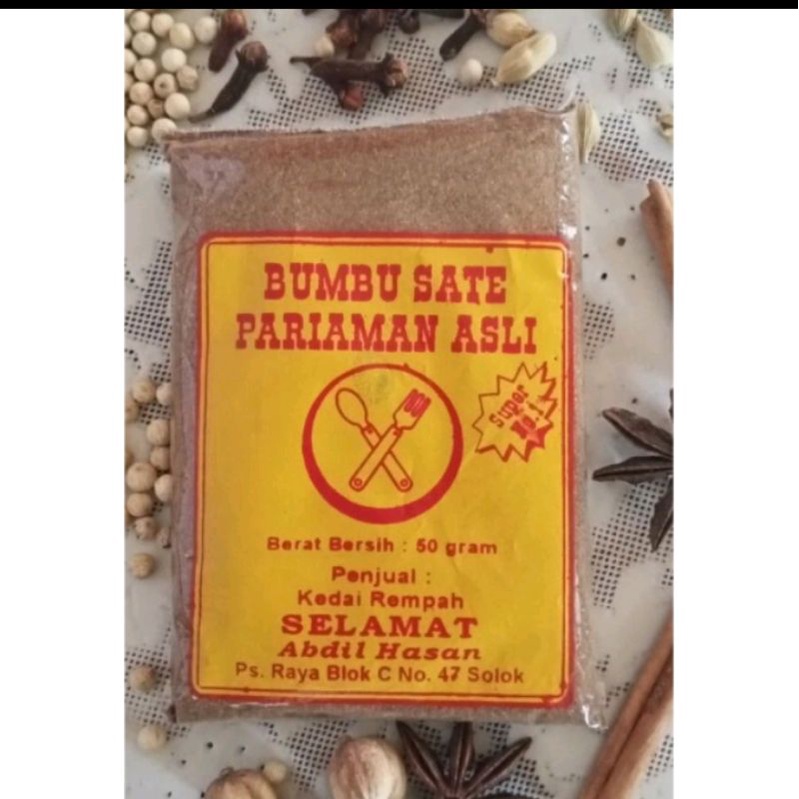 BUMBU SATE
PARIAMAN ASLI
Super
No.1
Berat Bersih : 50 gram
Penjual :
Kedai Rempah
SELAMAT
Abdil Hasan
Ps. Raya Blok C No. 47 Solok